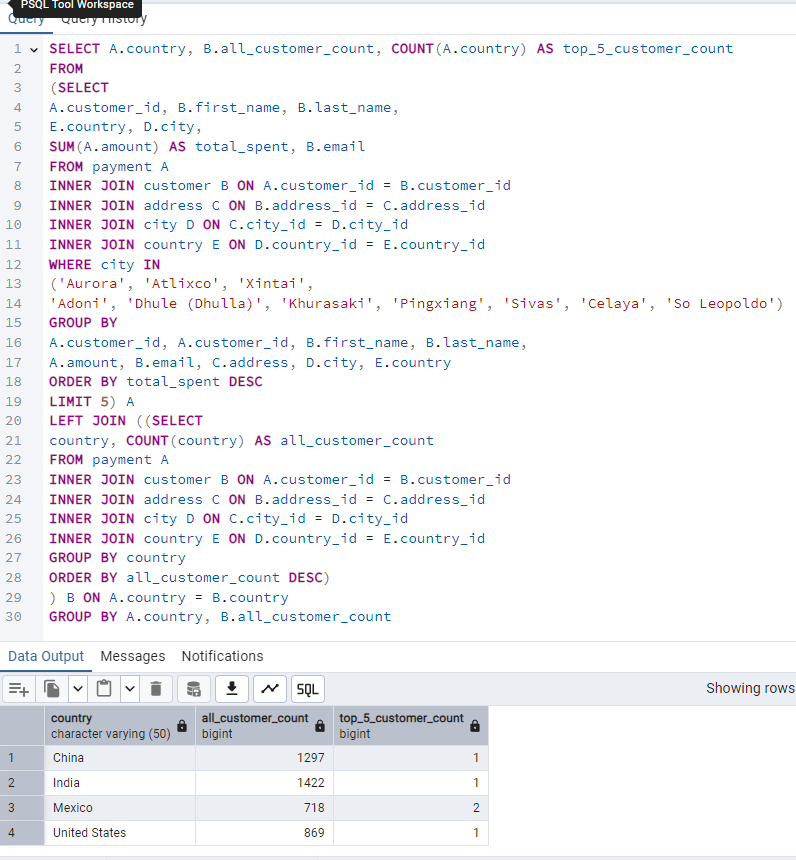 PSQL Tool Workspace
Query Query History
1 SELECT A.country, B.all_customer_count, COUNT(A.country) AS top_5_customer_count
2 FROM
3 (SELECT
4 A.customer_id, B.first_name, B.last_name,
5 E.country, D.city,
6 SUM(A.amount) AS total_spent, B.email
7 FROM payment A
8 INNER JOIN customer B ON A.customer_id = B.customer_id
9 INNER JOIN address C ON B.address_id = C.address_id
10 INNER JOIN city D ON C.city_id = D.city_id
11 INNER JOIN country E ON D.country_id = E.country_id
12 WHERE city IN
13 ('Aurora', 'Atlixco', 'Xintai',
14 'Adoni', 'Dhule (Dhulla)', 'Khurasaki', 'Pingxiang', 'Sivas', 'Celaya', 'So Leopoldo')
15 GROUP BY
16 A.customer_id, A.customer_id, B.first_name, B.last_name,
17 A.amount, B.email, C.address, D.city, E.country
18 ORDER BY total_spent DESC
19 LIMIT 5) A
20 LEFT JOIN ((SELECT
21 country, COUNT(country) AS all_customer_count
22 FROM payment A
23 INNER JOIN customer B ON A.customer_id = B.customer_id
24 INNER JOIN address C ON B.address_id = C.address_id
25 INNER JOIN city D ON C.city_id = D.city_id
26 INNER JOIN country E ON D.country_id = E.country_id
27 GROUP BY country
28 ORDER BY all_customer_count DESC)
29 ) B ON A.country = B.country
30 GROUP BY A.country, B.all_customer_count
Data Output Messages Notifications
SQL Showing rows
country all_customer_count top_5_customer_count
character varying (50) bigint bigint
1 China 1297 1
2 India 1422 1
3 Mexico 718 2
4 United States 869 1